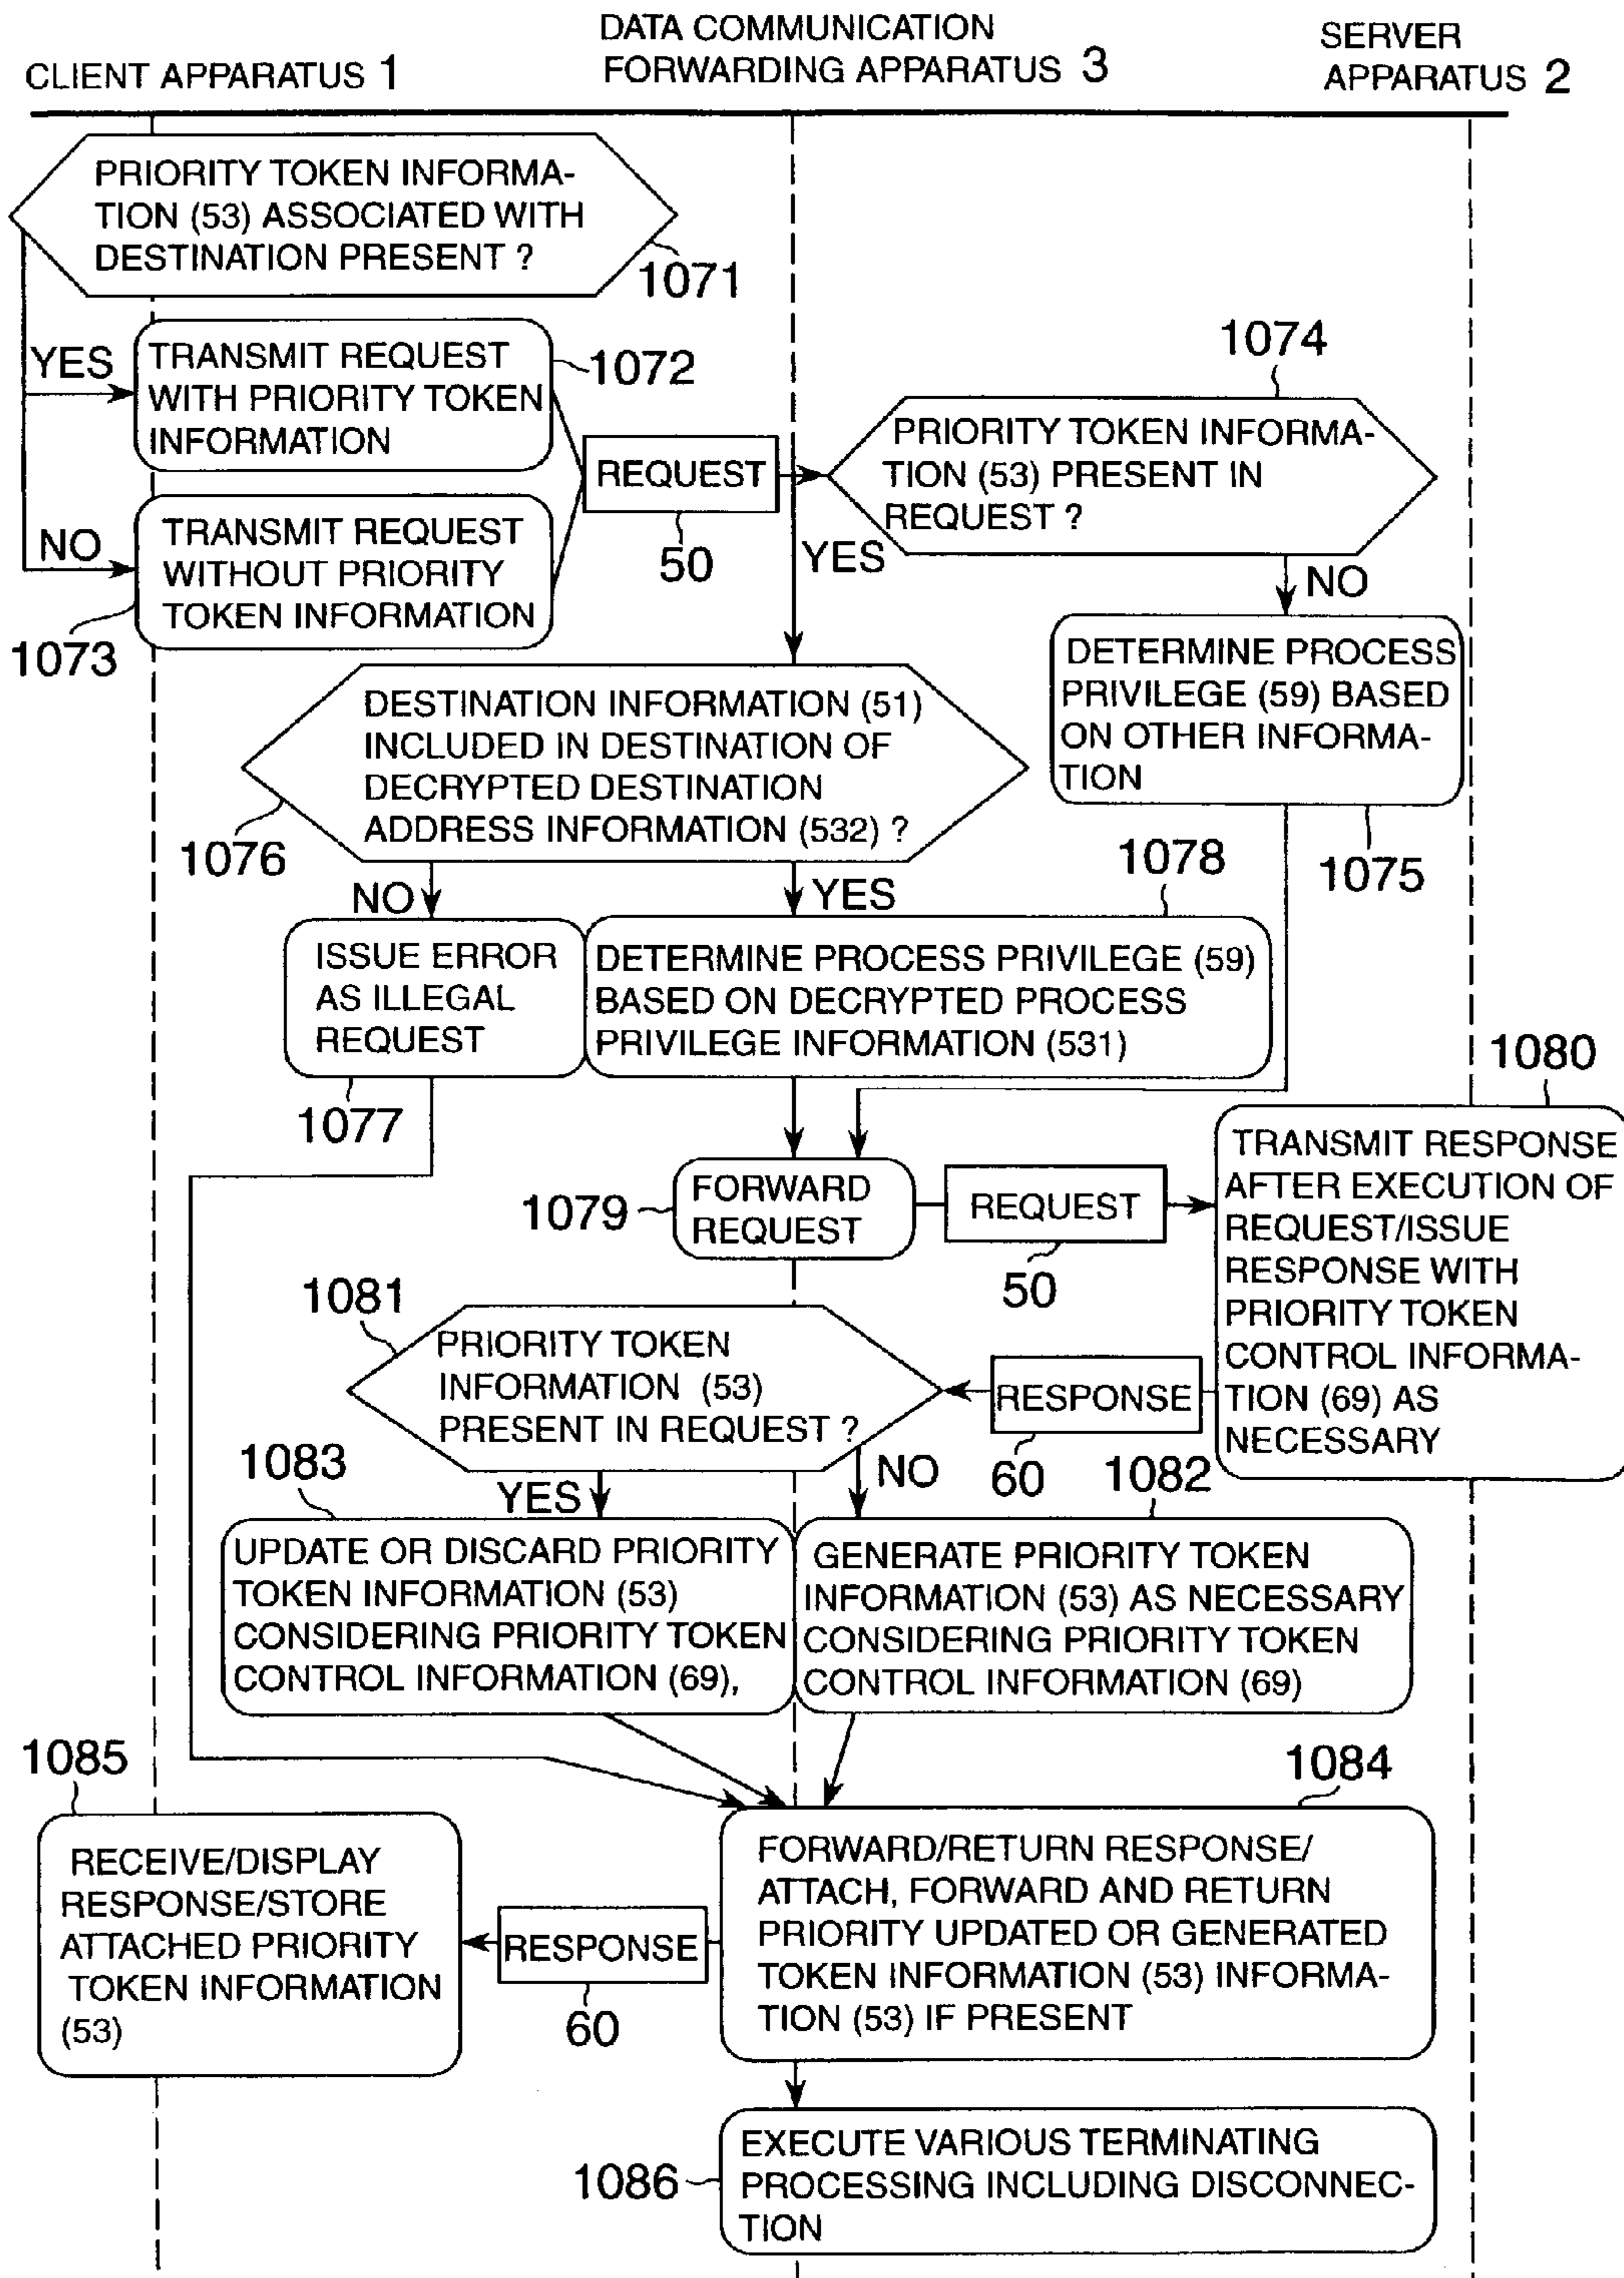 CLIENT APPARATUS 1
DATA COMMUNICATION
FORWARDING APPARATUS 3
SERVER
APPARATUS 2
PRIORITY TOKEN INFORMA-
TION (53) ASSOCIATED WITH
DESTINATION PRESENT ?
1071
YES
TRANSMIT REQUEST
WITH PRIORITY TOKEN
INFORMATION
1072
NO
TRANSMIT REQUEST
WITHOUT PRIORITY
TOKEN INFORMATION
1073
REQUEST
50
1074
PRIORITY TOKEN INFORMA-
TION (53) PRESENT IN
REQUEST ?
YES
NO
DETERMINE PROCESS
PRIVILEGE (59) BASED
ON OTHER INFORMA-
TION
1075
DESTINATION INFORMATION (51)
INCLUDED IN DESTINATION OF
DECRYPTED DESTINATION
ADDRESS INFORMATION (532) ?
1076
NO
YES
1078
ISSUE ERROR
AS ILLEGAL
REQUEST
1077
DETERMINE PROCESS PRIVILEGE (59)
BASED ON DECRYPTED PROCESS
PRIVILEGE INFORMATION (531)
1079
FORWARD
REQUEST
REQUEST
50
1080
TRANSMIT RESPONSE
AFTER EXECUTION OF
REQUEST/ISSUE
RESPONSE WITH
PRIORITY TOKEN
CONTROL INFORMA-
TION (69) AS
NECESSARY
1081
PRIORITY TOKEN
INFORMATION (53)
PRESENT IN REQUEST ?
RESPONSE
60
1083
YES
NO
1082
UPDATE OR DISCARD PRIORITY
TOKEN INFORMATION (53)
CONSIDERING PRIORITY TOKEN
CONTROL INFORMATION (69),
GENERATE PRIORITY TOKEN
INFORMATION (53) AS NECESSARY
CONSIDERING PRIORITY TOKEN
CONTROL INFORMATION (69)
1085
RECEIVE/DISPLAY
RESPONSE/STORE
ATTACHED PRIORITY
TOKEN INFORMATION
(53)
RESPONSE
60
1084
FORWARD/RETURN RESPONSE/
ATTACH, FORWARD AND RETURN
PRIORITY UPDATED OR GENERATED
TOKEN INFORMATION (53) INFORMA-
TION (53) IF PRESENT
1086
EXECUTE VARIOUS TERMINATING
PROCESSING INCLUDING DISCONNEC-
TION